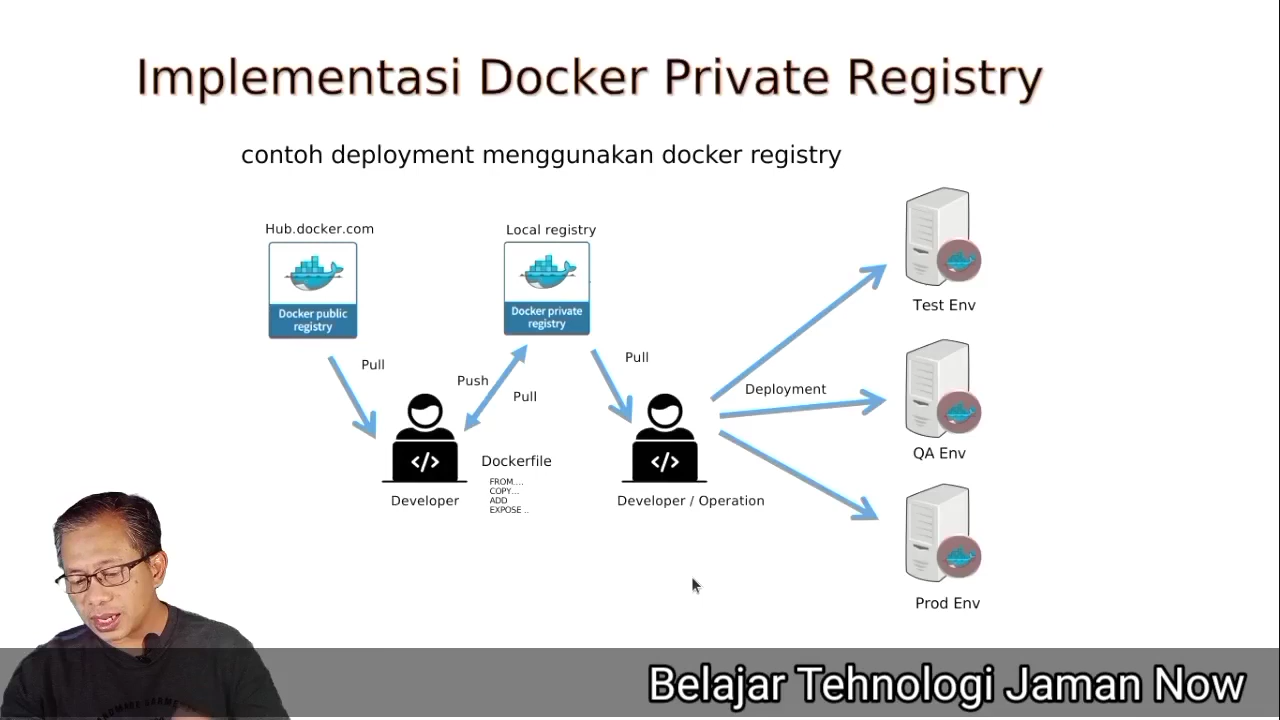 Implementasi Docker Private Registry
contoh deployment menggunakan docker registry
Hub.docker.com
Docker public
registry
Local registry
Docker private
registry
Pull
Push
Pull
Pull
Deployment
Test Env
QA Env
Prod Env
</>
Developer
Dockerfile
FROM....
COPY...
ADD
EXPOSE ..
</>
Developer / Operation
Belajar Tehnologi Jaman Now